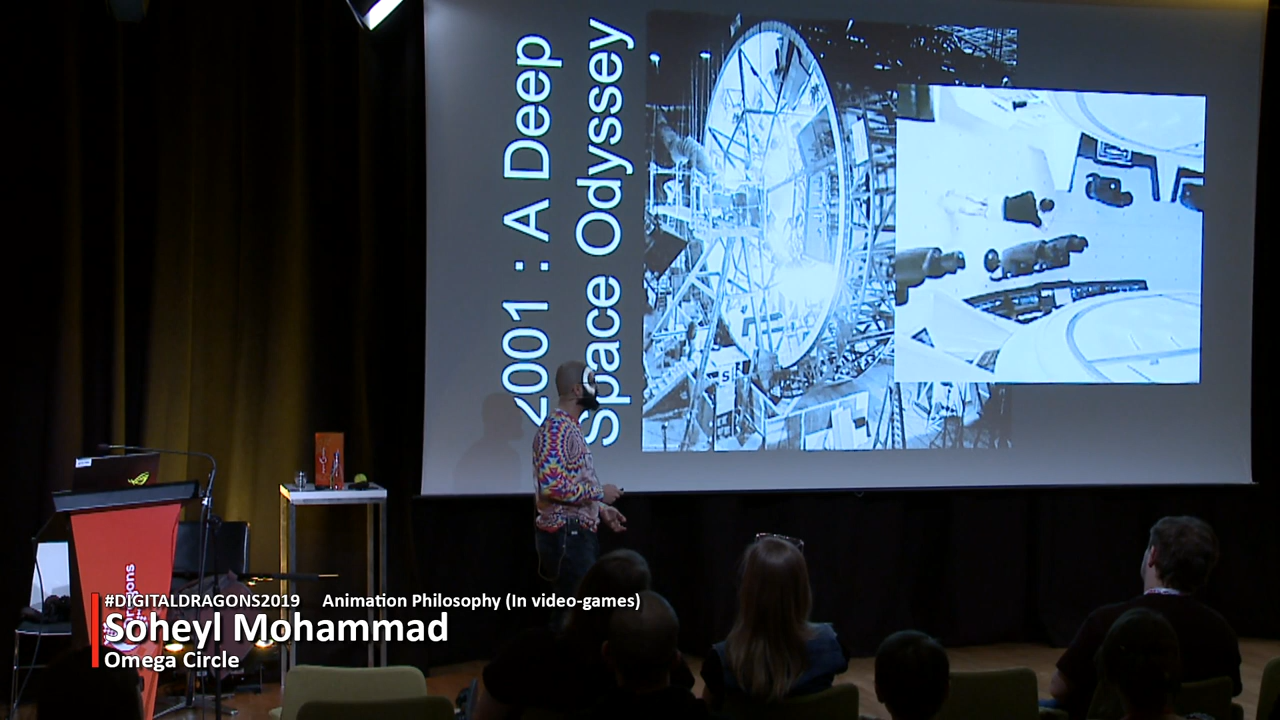 2001 : A Deep
Space Odyssey
#DIGITALDRAGONS2019 Animation Philosophy (In video-games)
Soheyl Mohammad
Omega Circle